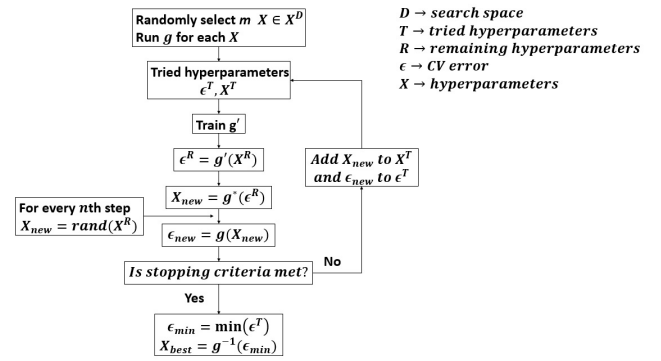 Randomly select m X ∈ X^D
Run g for each X
Tried hyperparameters
ϵ^T, X^T
Train g′
ϵ^R = g′(X^R)
X_new = g*(ϵ^R)
For every nth step
X_new = rand(X^R)
ϵ_new = g(X_new)
Is stopping criteria met?
No
Add X_new to X^T
and ϵ_new to ϵ^T
Yes
ϵ_min = min(ϵ^T)
X_best = g^−1(ϵ_min)
D → search space
T → tried hyperparameters
R → remaining hyperparameters
ϵ → CV error
X → hyperparameters